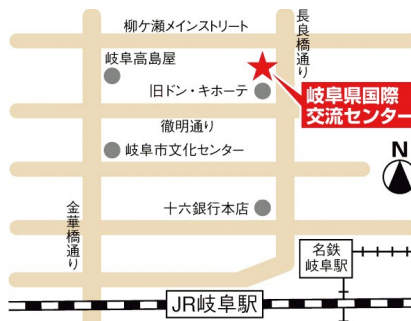 柳ケ瀬メインストリート
長良橋通り
岐阜高島屋
旧ドン・キホーテ
岐阜県国際
交流センター
徹明通り
岐阜市文化センター
N
金華橋通り
十六銀行本店
名鉄
岐阜駅
JR岐阜駅